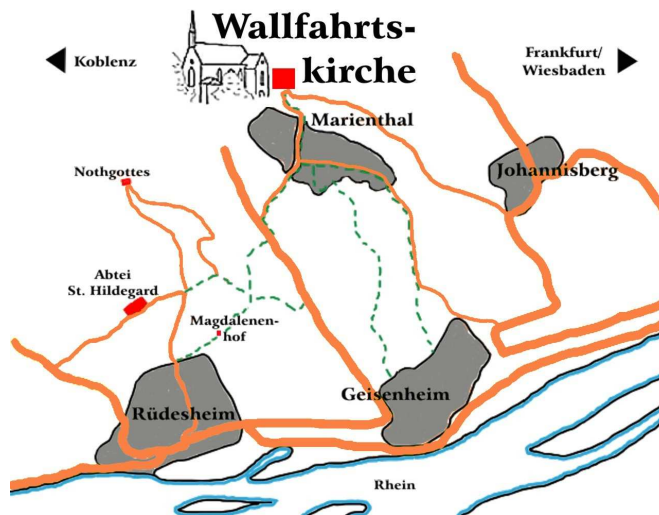 Wallfahrts-
kirche
Koblenz
Frankfurt/
Wiesbaden
Marienthal
Johannisberg
Nothgottes
Abtei
St. Hildegard
Magdalenen-
hof
Rüdesheim
Geisenheim
Rhein